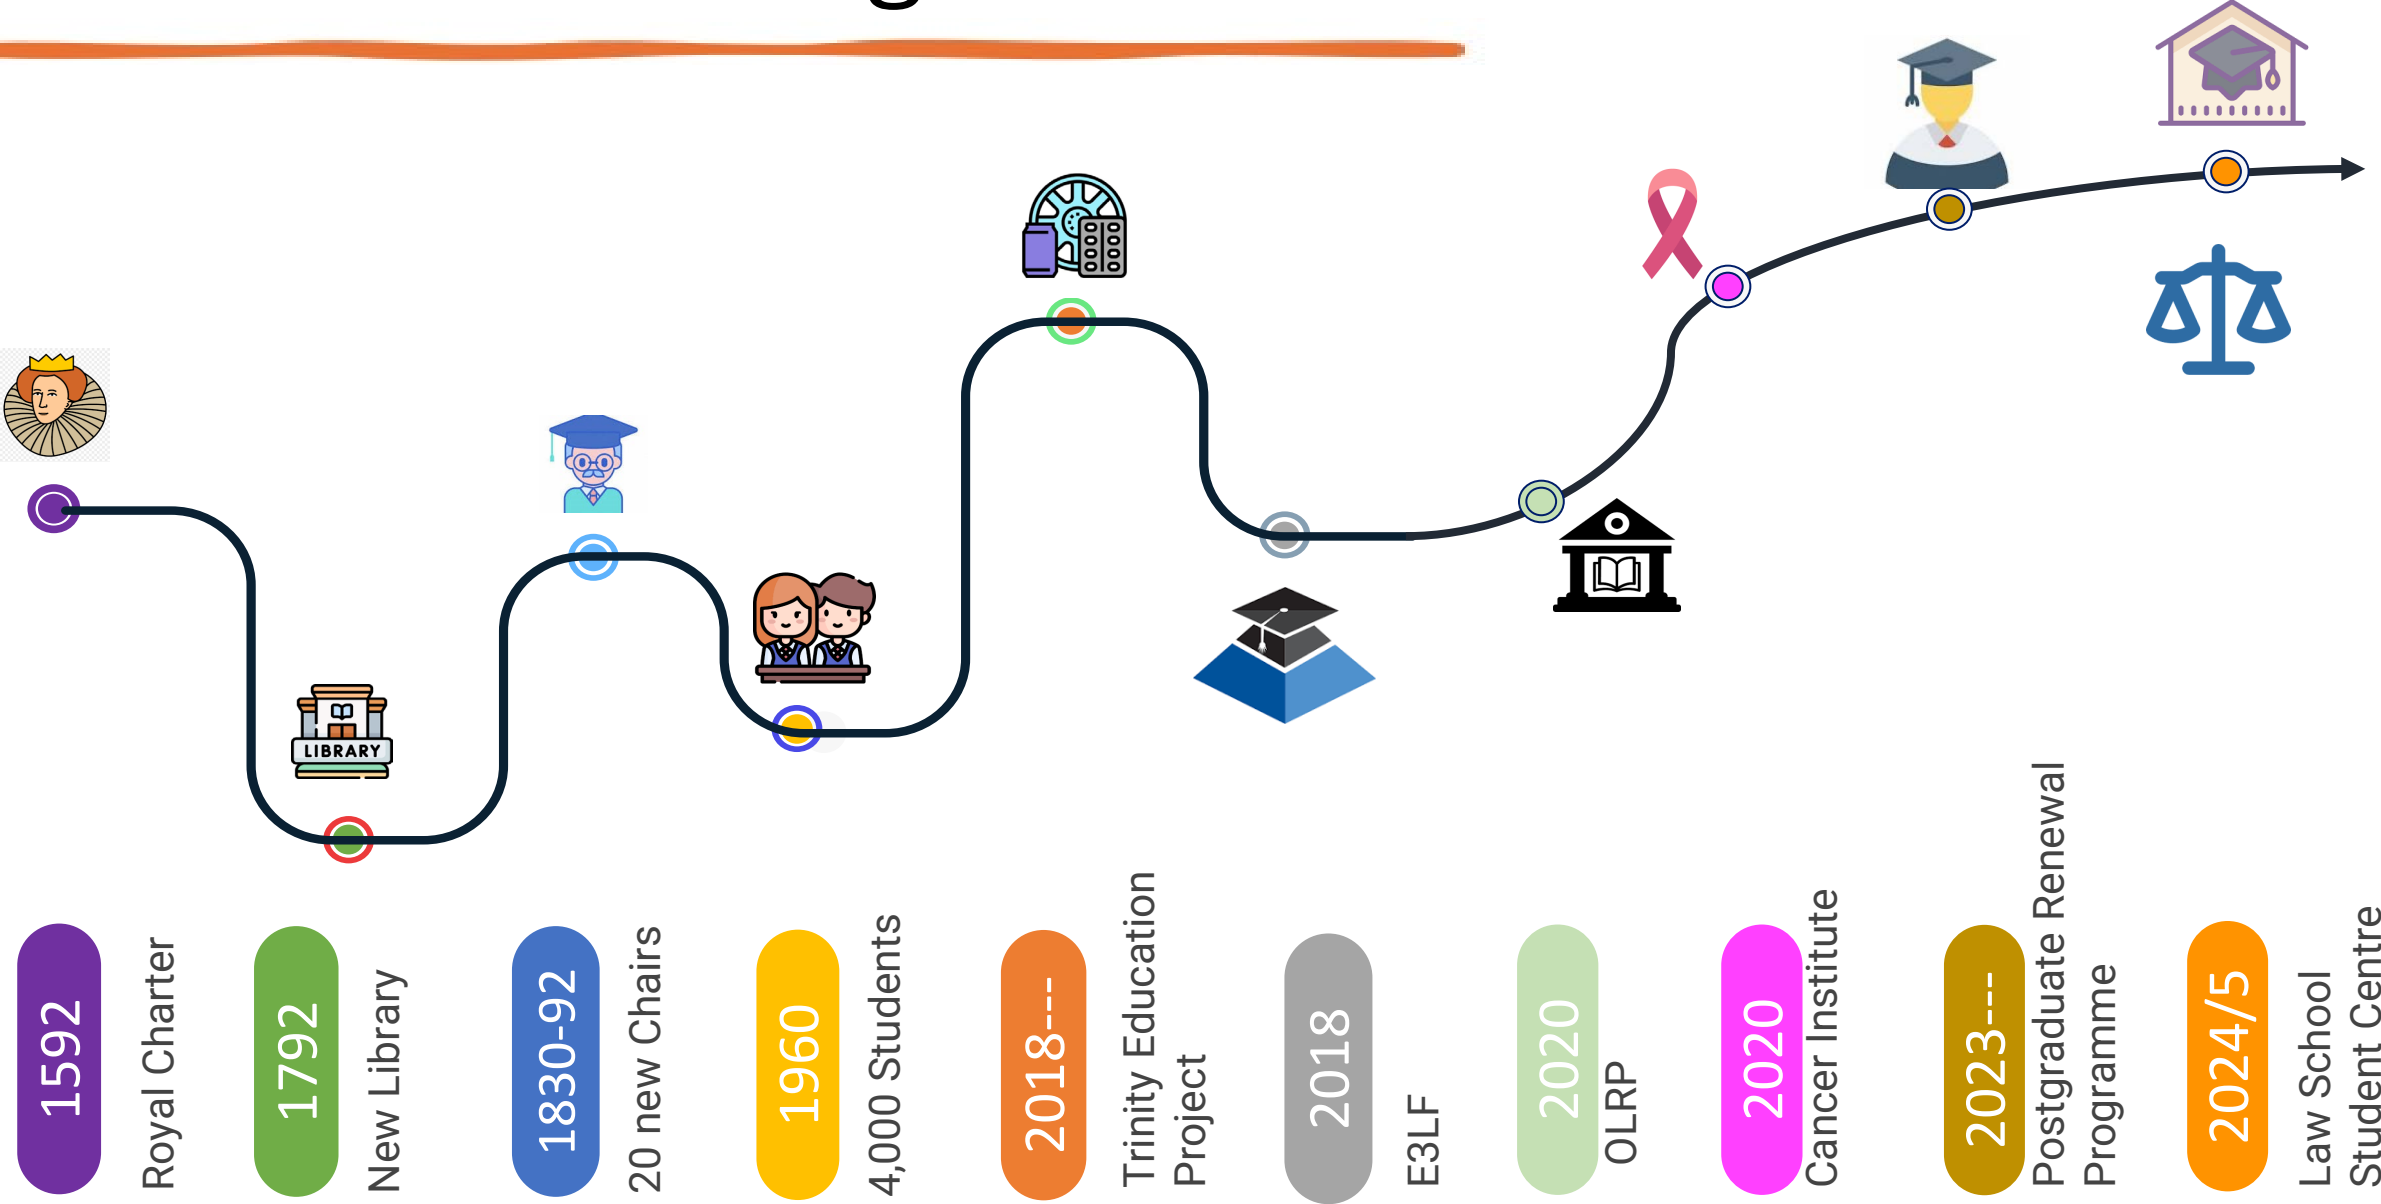 LIBRARY
1592
Royal Charter
1792
New Library
1830-92
20 new Chairs
1960
4,000 Students
2018---
Trinity Education
Project
2018
E3LF
2020
OLRP
2020
Cancer Institute
2023---
Postgraduate Renewal
Programme
2024/5
Law School
Student Centre